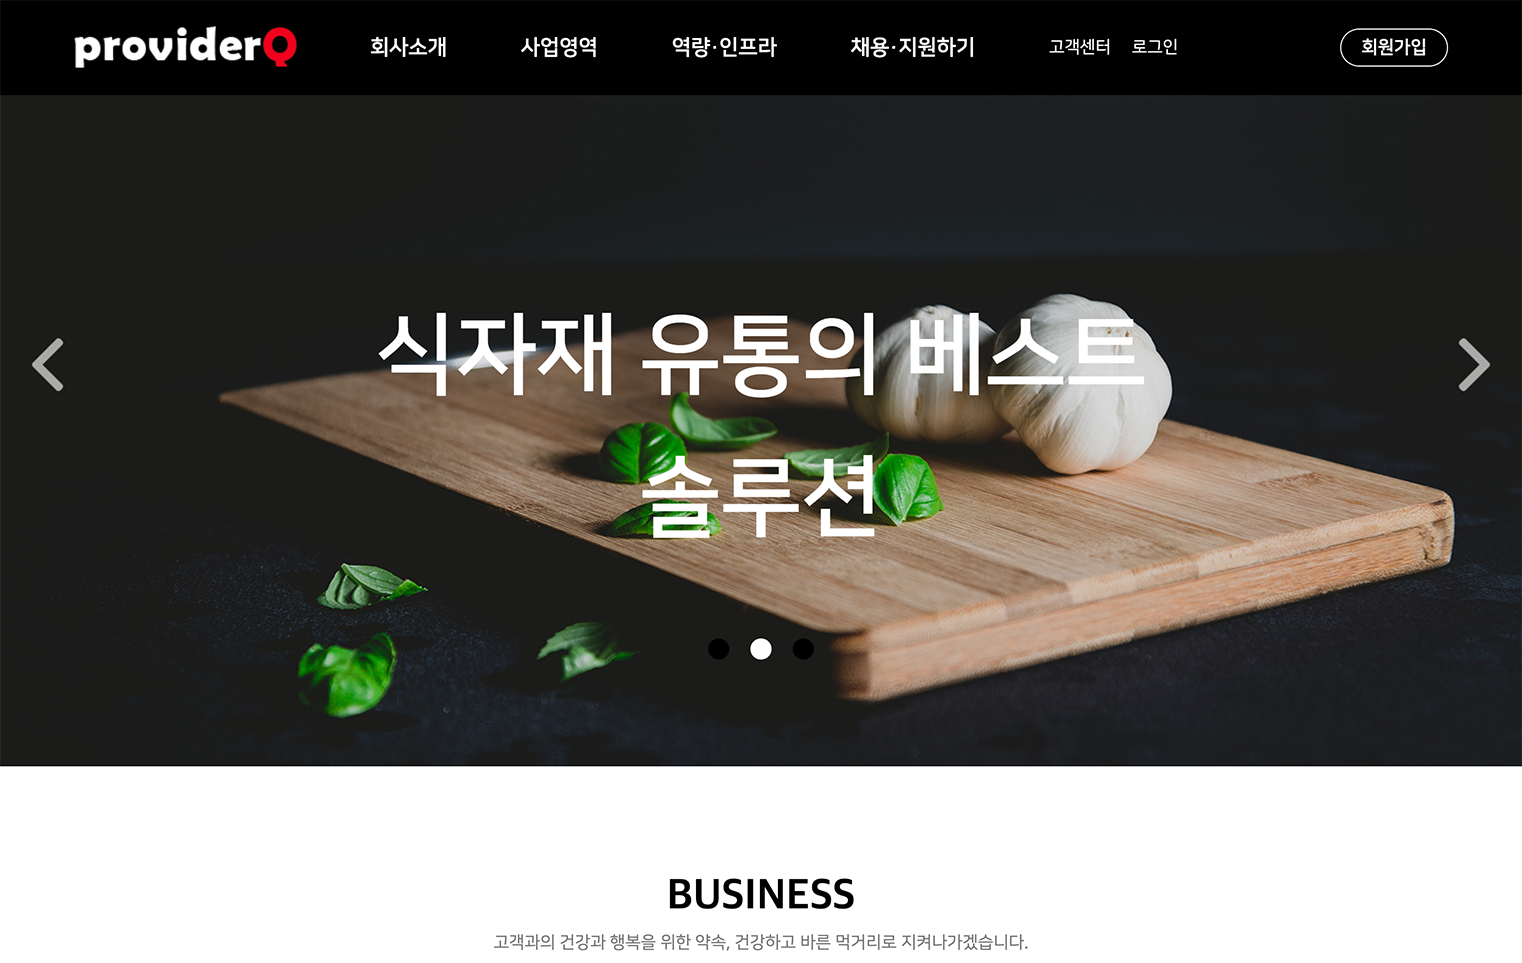 providerQ 회사소개 사업영역 역량·인프라 채용·지원하기 고객센터 로그인 회원가입
식자재 유통의 베스트
솔루션
BUSINESS
고객과의 건강과 행복을 위한 약속, 건강하고 바른 먹거리로 지켜나가겠습니다.